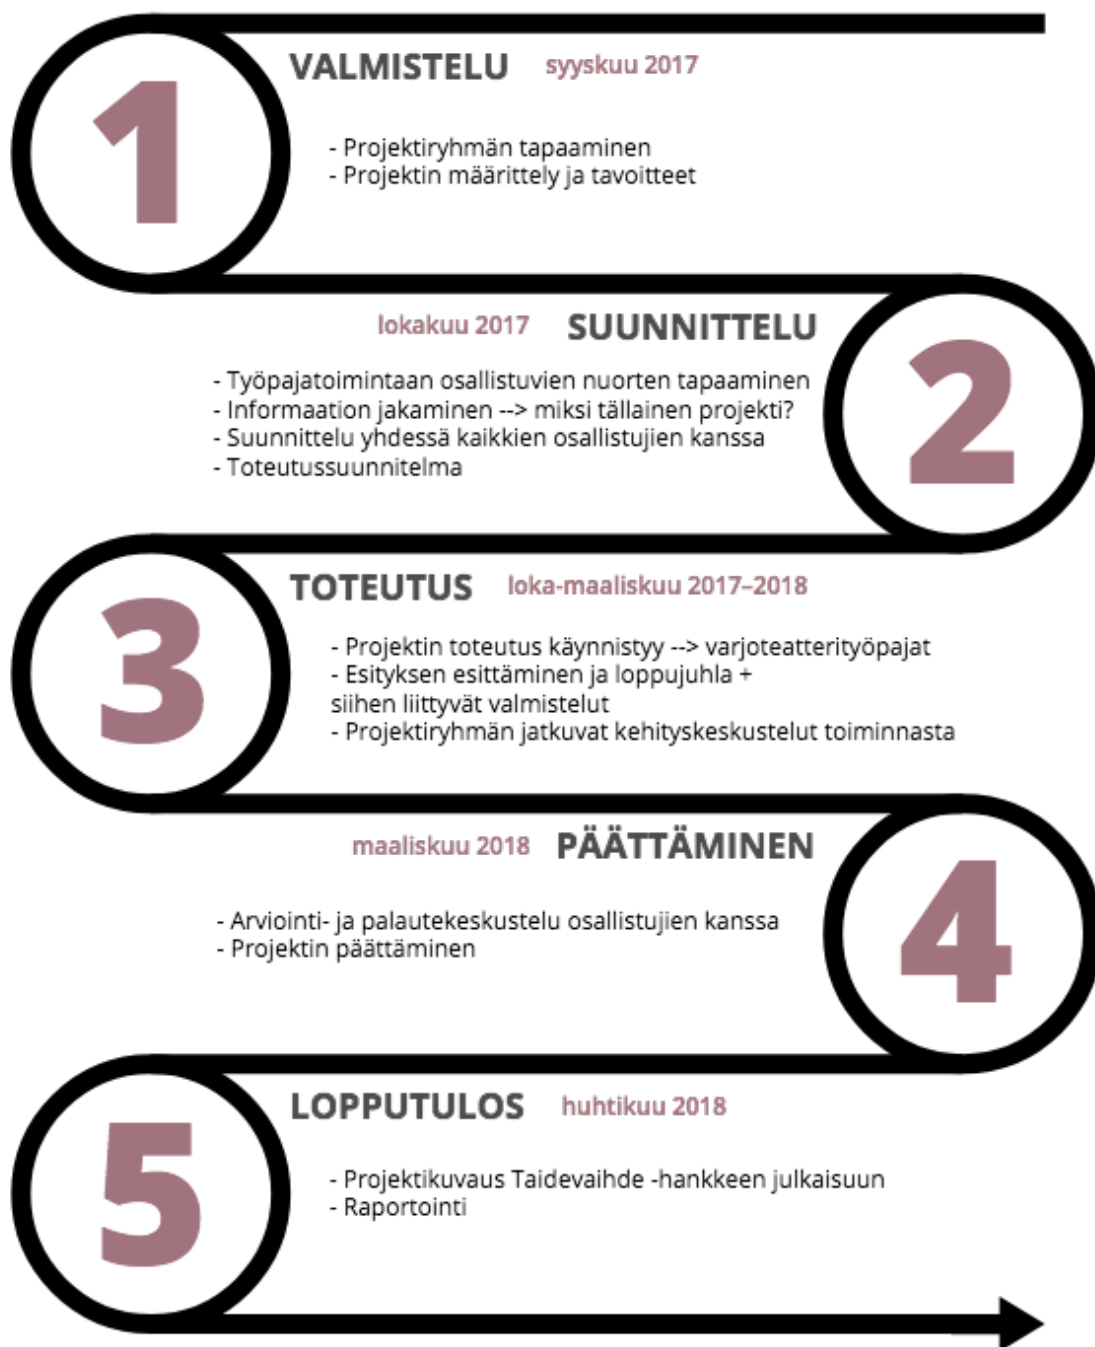 1
VALMISTELU syyskuu 2017
- Projektiryhmän tapaaminen
- Projektin määrittely ja tavoitteet
lokakuu 2017 SUUNNITTELU
2
- Työpajatoimintaan osallistuvien nuorten tapaaminen
- Informaation jakaminen --> miksi tällainen projekti?
- Suunnittelu yhdessä kaikkien osallistujien kanssa
- Toteutussuunnitelma
3
TOTEUTUS loka-maaliskuu 2017–2018
- Projektin toteutus käynnistyy --> varjoteatterityöpajat
- Esityksen esittäminen ja loppujuhla +
siihen liittyvät valmistelut
- Projektiryhmän jatkuvat kehityskeskustelut toiminnasta
maaliskuu 2018 PÄÄTTÄMINEN
4
- Arviointi- ja palautekeskustelu osallistujien kanssa
- Projektin päättäminen
5
LOPPUTULOS huhtikuu 2018
- Projektikuvaus Taidevaihde -hankkeen julkaisuun
- Raportointi